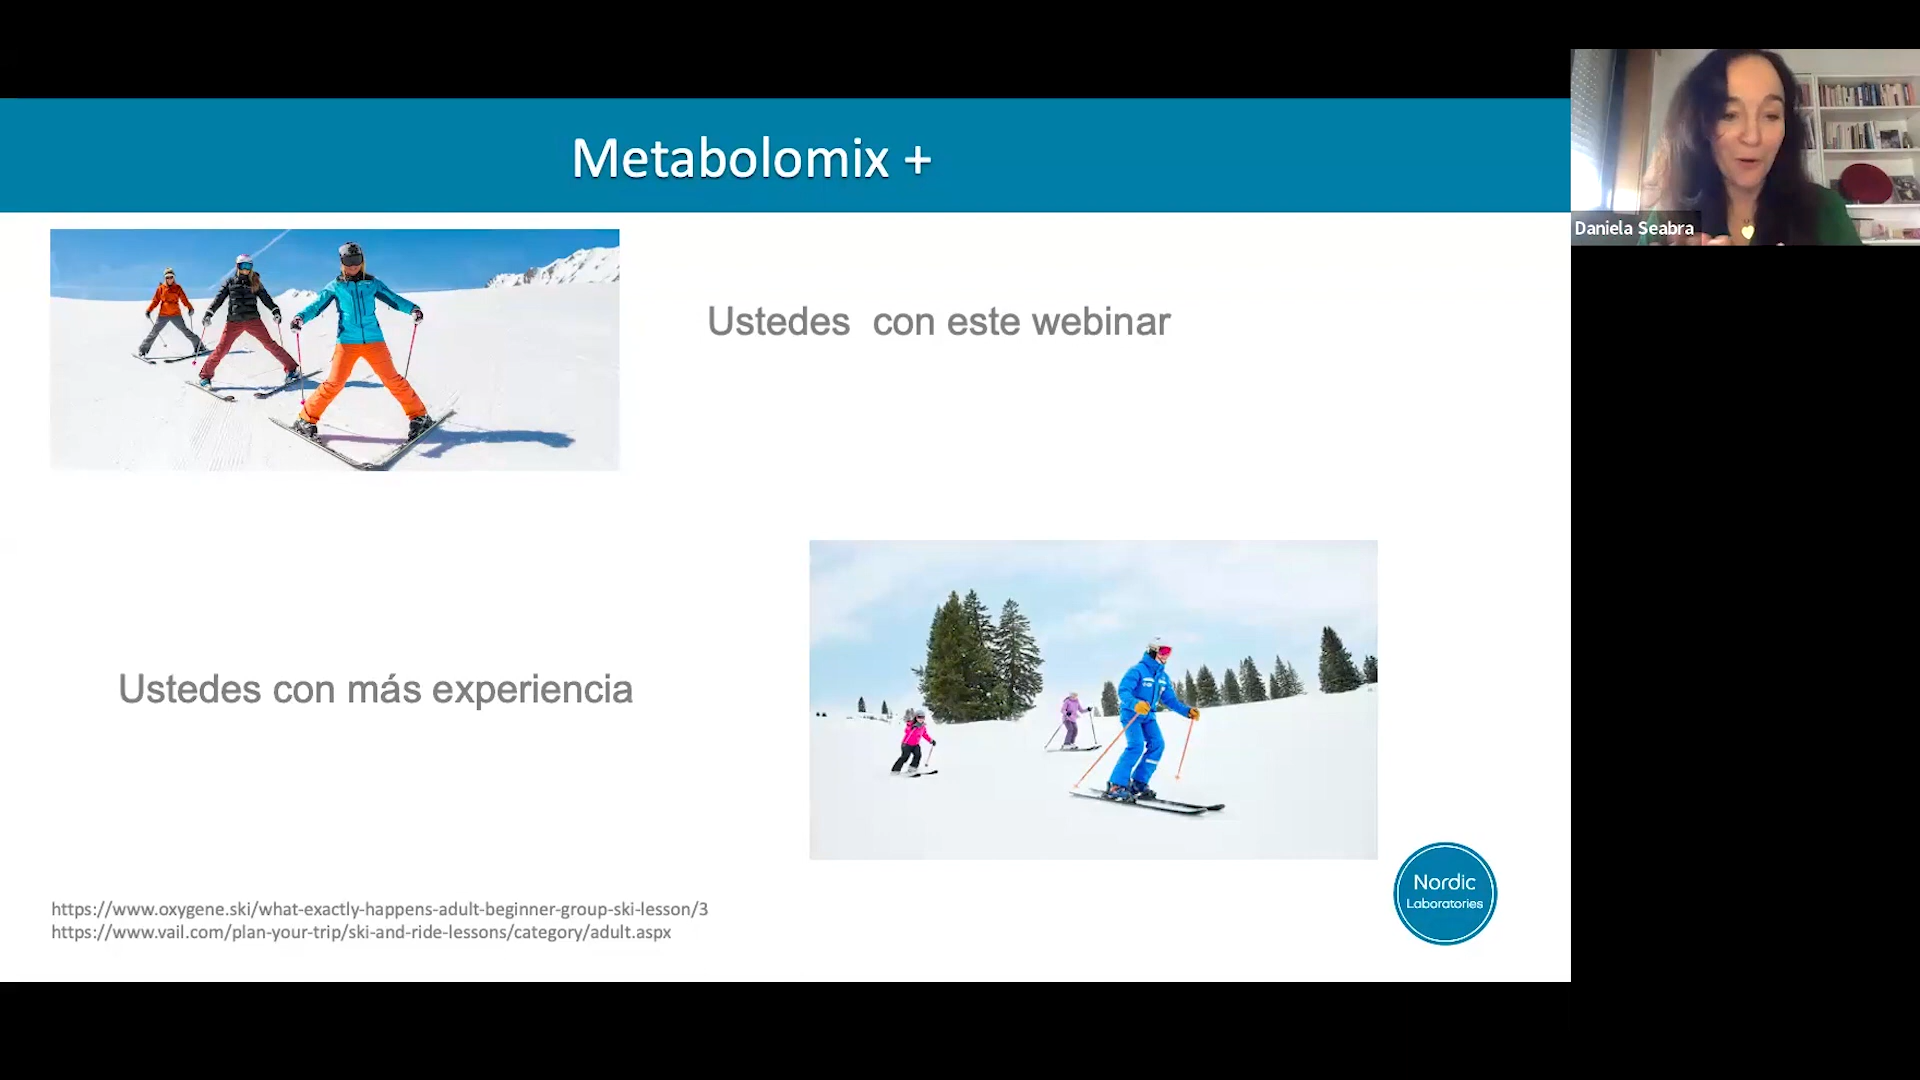 Metabolomix +
Daniela Seabra
Ustedes con este webinar
Ustedes con más experiencia
https://www.oxygene.ski/what-exactly-happens-adult-beginner-group-ski-lesson/3
https://www.vail.com/plan-your-trip/ski-and-ride-lessons/category/adult.aspx
Nordic
Laboratories